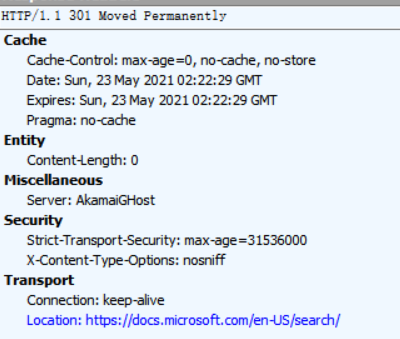 HTTP/1.1 301 Moved Permanently
Cache
Cache-Control: max-age=0, no-cache, no-store
Date: Sun, 23 May 2021 02:22:29 GMT
Expires: Sun, 23 May 2021 02:22:29 GMT
Pragma: no-cache
Entity
Content-Length: 0
Miscellaneous
Server: AkamaiGHost
Security
Strict-Transport-Security: max-age=31536000
X-Content-Type-Options: nosniff
Transport
Connection: keep-alive
Location: https://docs.microsoft.com/en-US/search/